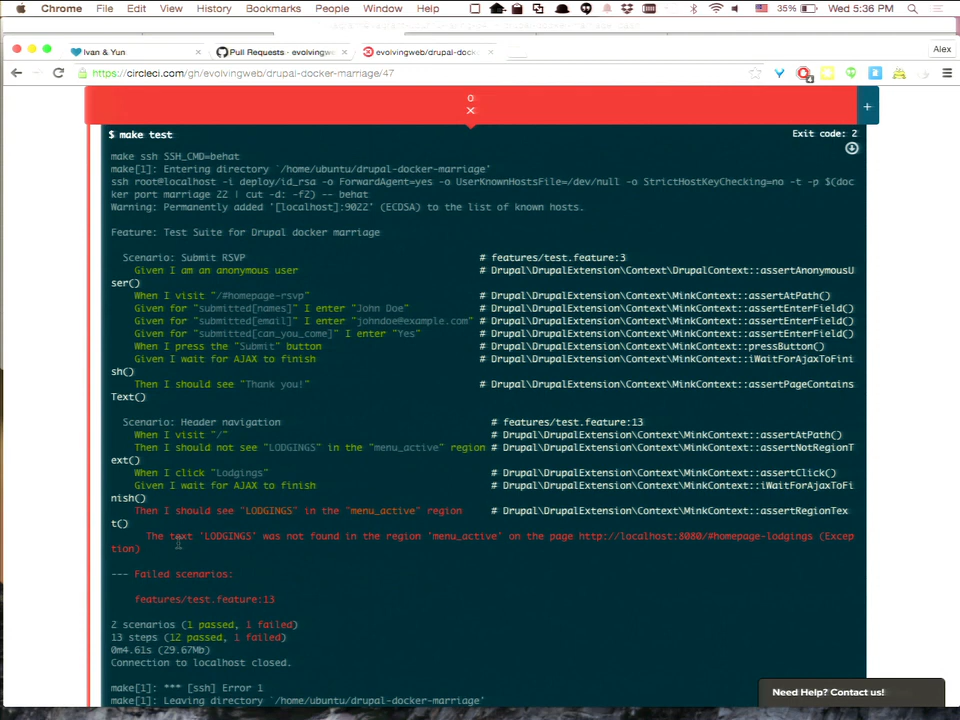 Chrome File Edit View History Bookmarks People Window Help 35% Wed 5:36 PM
Ivan & Yun × Pull Requests · evolvingwe × evolvingweb/drupal-dock × Alex
https://circleci.com/gh/evolvingweb/drupal-docker-marriage/47
0
×
+
$ make test Exit code: 2
make ssh SSH_CMD=behat
make[1]: Entering directory `/home/ubuntu/drupal-docker-marriage'
ssh root@localhost -i deploy/id_rsa -o ForwardAgent=yes -o UserKnownHostsFile=/dev/null -o StrictHostKeyChecking=no -t -p $(doc
ker port marriage 22 | cut -d: -f2) -- behat
Warning: Permanently added '[localhost]:9022' (ECDSA) to the list of known hosts.
Feature: Test Suite for Drupal docker marriage
Scenario: Submit RSVP # features/test.feature:3
Given I am an anonymous user # Drupal\DrupalExtension\Context\DrupalContext::assertAnonymousU
ser()
When I visit "/#homepage-rsvp" # Drupal\DrupalExtension\Context\MinkContext::assertAtPath()
Given for "submitted[names]" I enter "John Doe" # Drupal\DrupalExtension\Context\MinkContext::assertEnterField()
Given for "submitted[email]" I enter "johndoe@example.com" # Drupal\DrupalExtension\Context\MinkContext::assertEnterField()
Given for "submitted[can_you_come]" I enter "Yes" # Drupal\DrupalExtension\Context\MinkContext::assertEnterField()
When I press the "Submit" button # Drupal\DrupalExtension\Context\MinkContext::pressButton()
Given I wait for AJAX to finish # Drupal\DrupalExtension\Context\MinkContext::iWaitForAjaxToFini
sh()
Then I should see "Thank you!" # Drupal\DrupalExtension\Context\MinkContext::assertPageContains
Text()
Scenario: Header navigation # features/test.feature:13
When I visit "/" # Drupal\DrupalExtension\Context\MinkContext::assertAtPath()
Then I should not see "LODGINGS" in the "menu_active" region # Drupal\DrupalExtension\Context\MinkContext::assertNotRegionT
ext()
When I click "Lodgings" # Drupal\DrupalExtension\Context\MinkContext::assertClick()
Given I wait for AJAX to finish # Drupal\DrupalExtension\Context\MinkContext::iWaitForAjaxToFi
nish()
Then I should see "LODGINGS" in the "menu_active" region # Drupal\DrupalExtension\Context\MinkContext::assertRegionTex
t()
The text 'LODGINGS' was not found in the region 'menu_active' on the page http://localhost:8080/#homepage-lodgings (Excep
tion)
--- Failed scenarios:
features/test.feature:13
2 scenarios (1 passed, 1 failed)
13 steps (12 passed, 1 failed)
0m4.61s (29.67Mb)
Connection to localhost closed.
make[1]: *** [ssh] Error 1
make[1]: Leaving directory `/home/ubuntu/drupal-docker-marriage'
Need Help? Contact us!